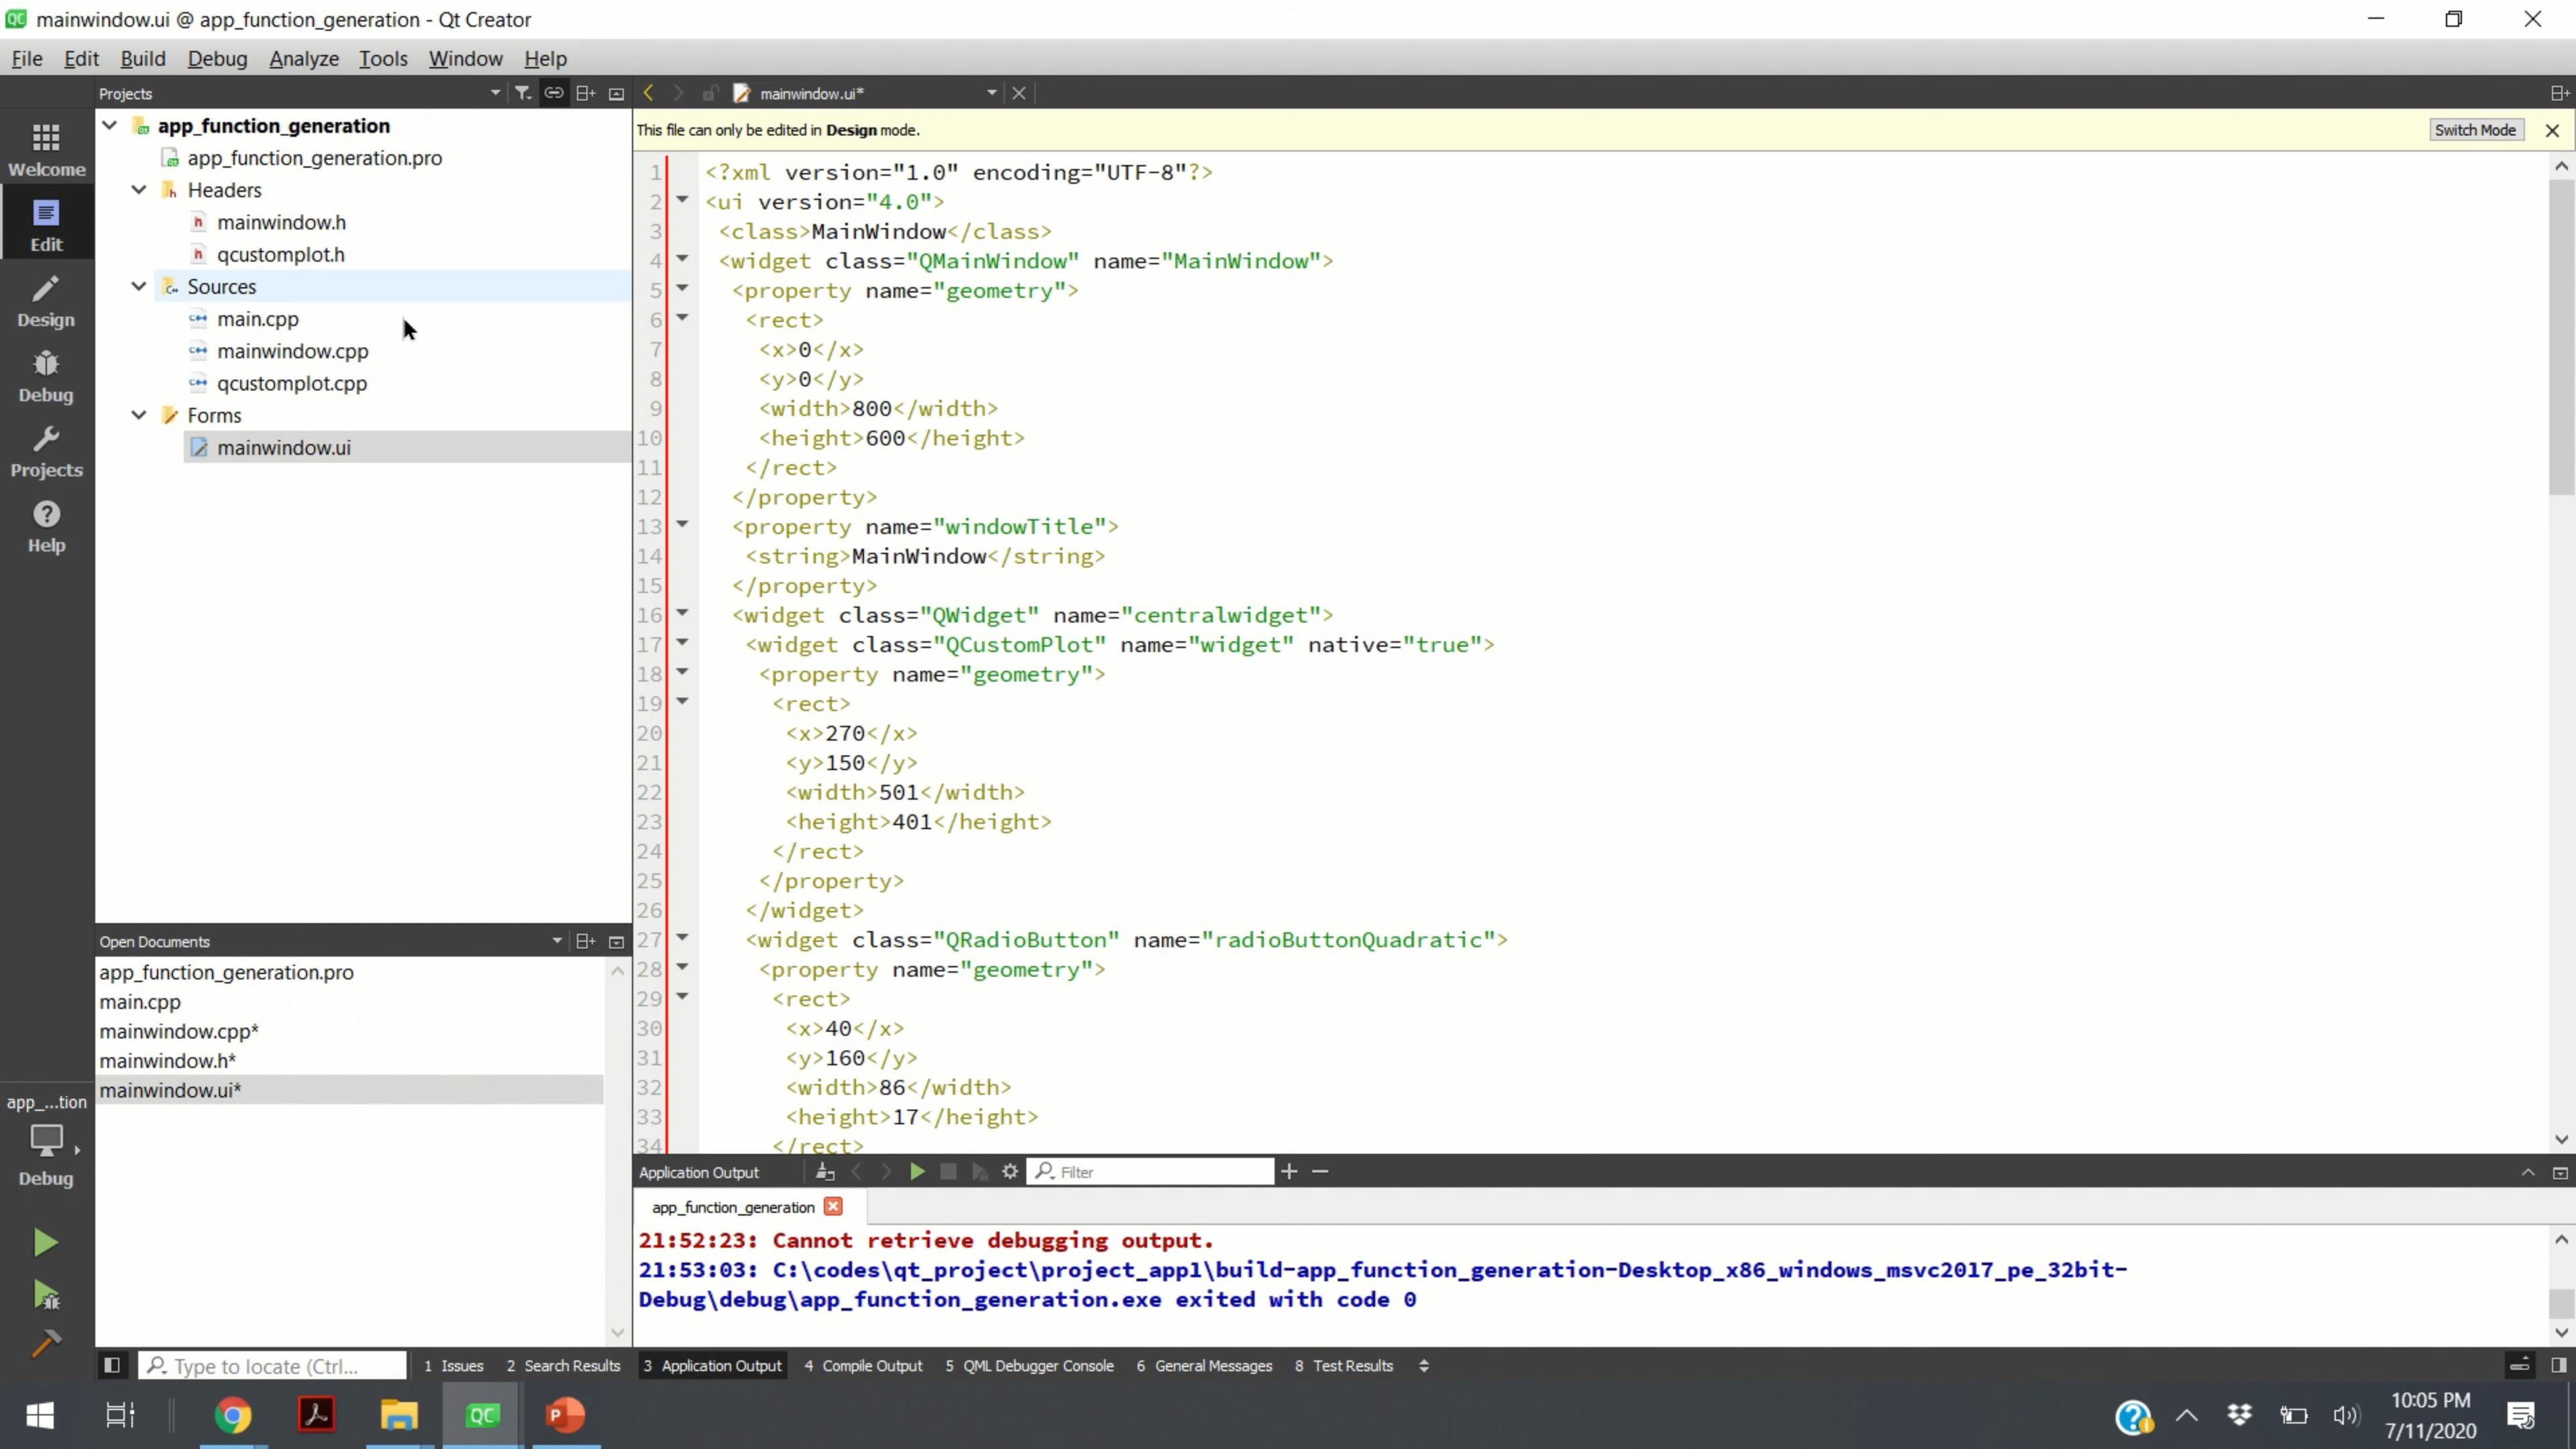 mainwindow.ui @ app_function_generation - Qt Creator
File Edit Build Debug Analyze Tools Window Help
Projects
mainwindow.ui*
This file can only be edited in Design mode.
Switch Mode
Welcome
Edit
Design
Debug
Projects
Help
app_function_generation
app_function_generation.pro
Headers
mainwindow.h
qcustomplot.h
Sources
main.cpp
mainwindow.cpp
qcustomplot.cpp
Forms
mainwindow.ui
1 <?xml version="1.0" encoding="UTF-8"?>
2 <ui version="4.0">
3 <class>MainWindow</class>
4 <widget class="QMainWindow" name="MainWindow">
5 <property name="geometry">
6 <rect>
7 <x>0</x>
8 <y>0</y>
9 <width>800</width>
10 <height>600</height>
11 </rect>
12 </property>
13 <property name="windowTitle">
14 <string>MainWindow</string>
15 </property>
16 <widget class="QWidget" name="centralwidget">
17 <widget class="QCustomPlot" name="widget" native="true">
18 <property name="geometry">
19 <rect>
20 <x>270</x>
21 <y>150</y>
22 <width>501</width>
23 <height>401</height>
24 </rect>
25 </property>
26 </widget>
27 <widget class="QRadioButton" name="radioButtonQuadratic">
28 <property name="geometry">
29 <rect>
30 <x>40</x>
31 <y>160</y>
32 <width>86</width>
33 <height>17</height>
34 </rect>
Open Documents
app_function_generation.pro
main.cpp
mainwindow.cpp*
mainwindow.h*
mainwindow.ui*
app_...tion
Debug
Application Output
Filter
app_function_generation
21:52:23: Cannot retrieve debugging output.
21:53:03: C:\codes\qt_project\project_app1\build-app_function_generation-Desktop_x86_windows_msvc2017_pe_32bit-
Debug\debug\app_function_generation.exe exited with code 0
Type to locate (Ctrl...
1 Issues 2 Search Results 3 Application Output 4 Compile Output 5 QML Debugger Console 6 General Messages 8 Test Results
QC
10:05 PM
7/11/2020